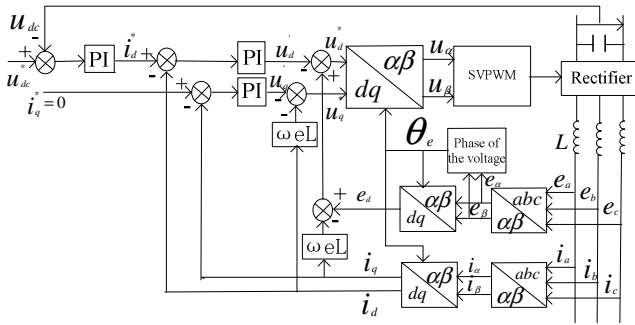 u_dc
+
-
PI
i_d^*
+
-
PI
u_d'
-
u_d^*
+
αβ
dq
u_α
u_β
SVPWM
Rectifier
u_dc^*
i_q^*=0
-
PI
-
u_q^*
ωeL
θ_e
L
Phase of
the voltage
+
-
e_d
αβ
dq
e_α
e_β
abc
αβ
e_a
e_b
e_c
ωeL
i_q
i_d
αβ
dq
i_α
i_β
abc
αβ
i_a
i_b
i_c